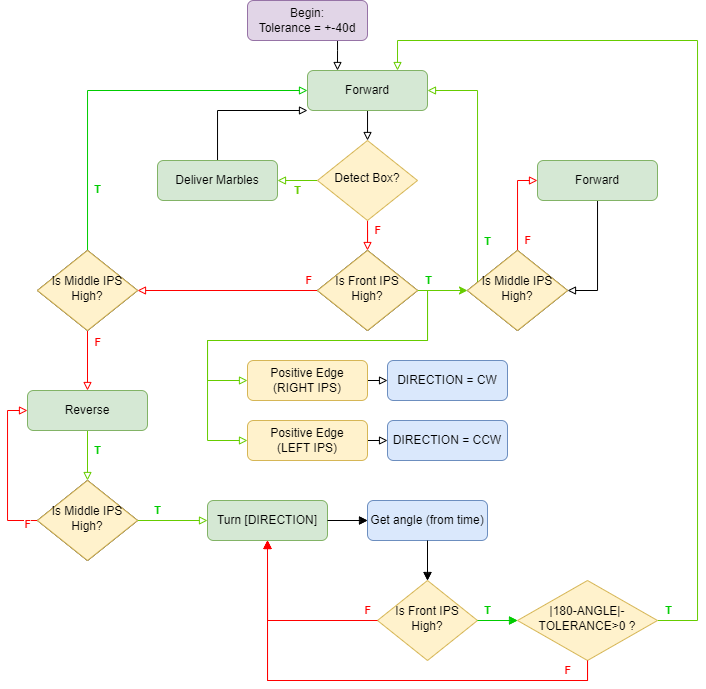 Begin:
Tolerance = +-40d
Forward
Deliver Marbles
Detect Box?
T
Forward
F
T
F
T
Is Middle IPS
High?
F
Is Front IPS
High?
T
Is Middle IPS
High?
F
Positive Edge
(RIGHT IPS)
DIRECTION = CW
Reverse
Positive Edge
(LEFT IPS)
DIRECTION = CCW
T
Is Middle IPS
High?
T
F
Turn [DIRECTION]
Get angle (from time)
F
Is Front IPS
High?
T
|180-ANGLE|-
TOLERANCE>0 ?
T
F